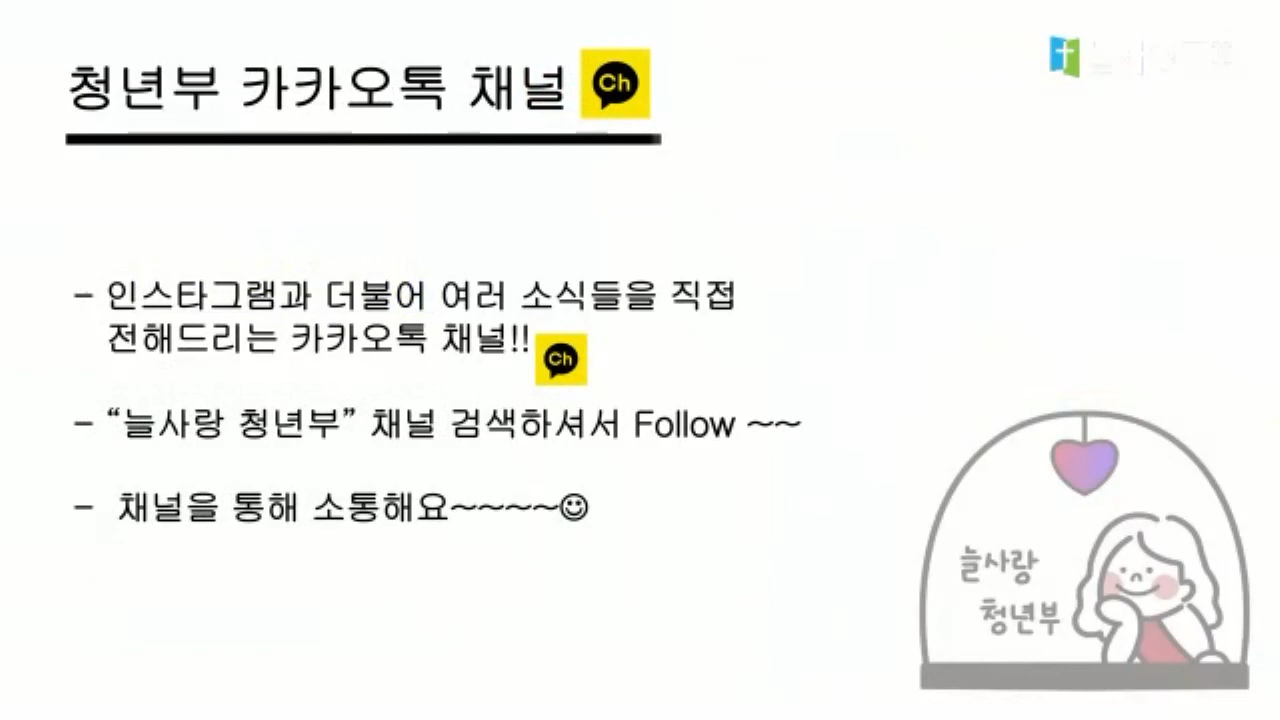 청년부 카카오톡 채널 Ch
- 인스타그램과 더불어 여러 소식들을 직접
전해드리는 카카오톡 채널!! Ch
- “늘사랑 청년부” 채널 검색하셔서 Follow ~~
- 채널을 통해 소통해요~~~~☺
늘사랑
청년부